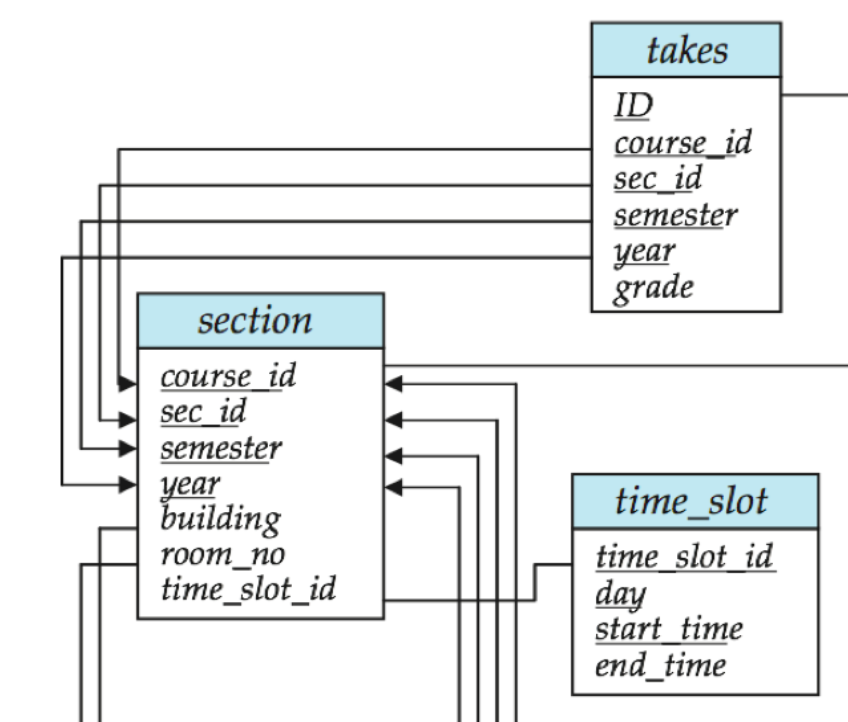 takes
ID
course_id
sec_id
semester
year
grade
section
course_id
sec_id
semester
year
building
room_no
time_slot_id
time_slot
time_slot_id
day
start_time
end_time